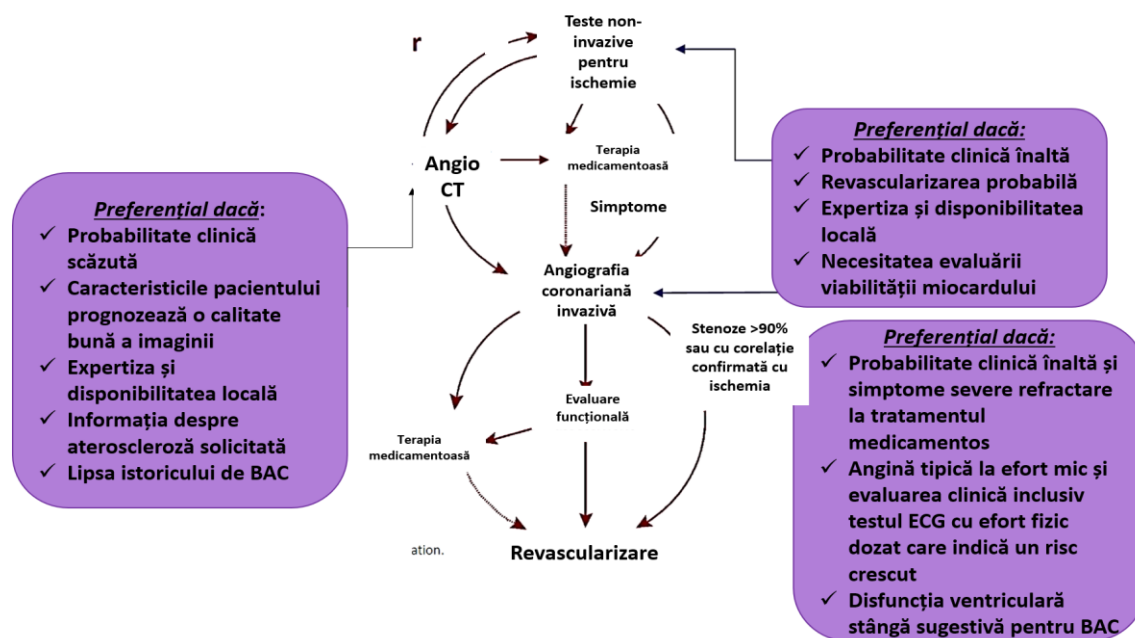 r
Teste non-
invazive
pentru
ischemie
Angio
CT
Terapia
medicamentoasă
Simptome
Angiografia
coronariană
invazivă
Stenoze >90%
sau cu corelație
confirmată cu
ischemia
Evaluare
funcțională
Terapia
medicamentoasă
Revascularizare
ation.
Preferențial dacă:
✓ Probabilitate clinică
scăzută
✓ Caracteristicile pacientului
prognozează o calitate
bună a imaginii
✓ Expertiza și
disponibilitatea locală
✓ Informația despre
ateroscleroză solicitată
✓ Lipsa istoricului de BAC
Preferențial dacă:
✓ Probabilitate clinică înaltă
✓ Revascularizarea probabilă
✓ Expertiza și disponibilitatea
locală
✓ Necesitatea evaluării
viabilității miocardului
Preferențial dacă:
✓ Probabilitate clinică înaltă și
simptome severe refractare
la tratamentul
medicamentos
✓ Angină tipică la efort mic și
evaluarea clinică inclusiv
testul ECG cu efort fizic
dozat care indică un risc
crescut
✓ Disfuncția ventriculară
stângă sugestivă pentru BAC